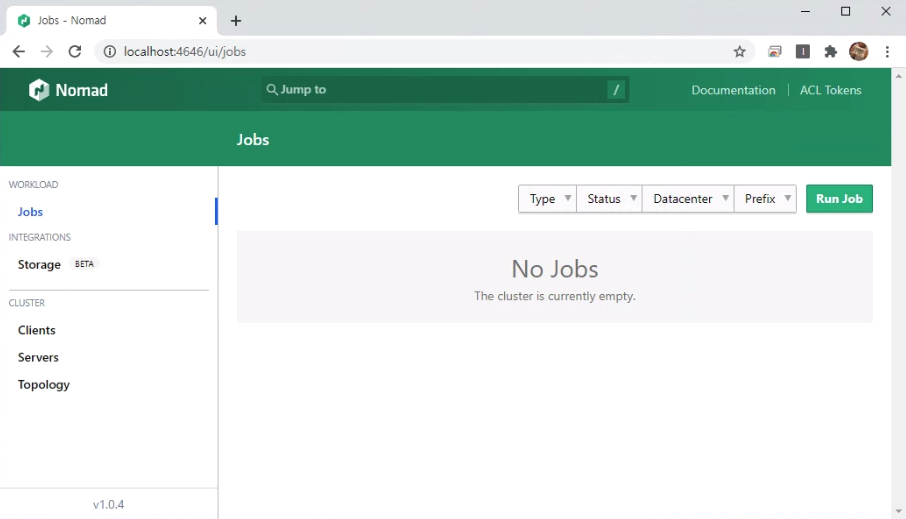 Jobs - Nomad
localhost:4646/ui/jobs
Nomad
Jump to
/
Documentation
ACL Tokens
Jobs
WORKLOAD
Jobs
INTEGRATIONS
Storage BETA
CLUSTER
Clients
Servers
Topology
v1.0.4
Type Status Datacenter Prefix Run Job
No Jobs
The cluster is currently empty.